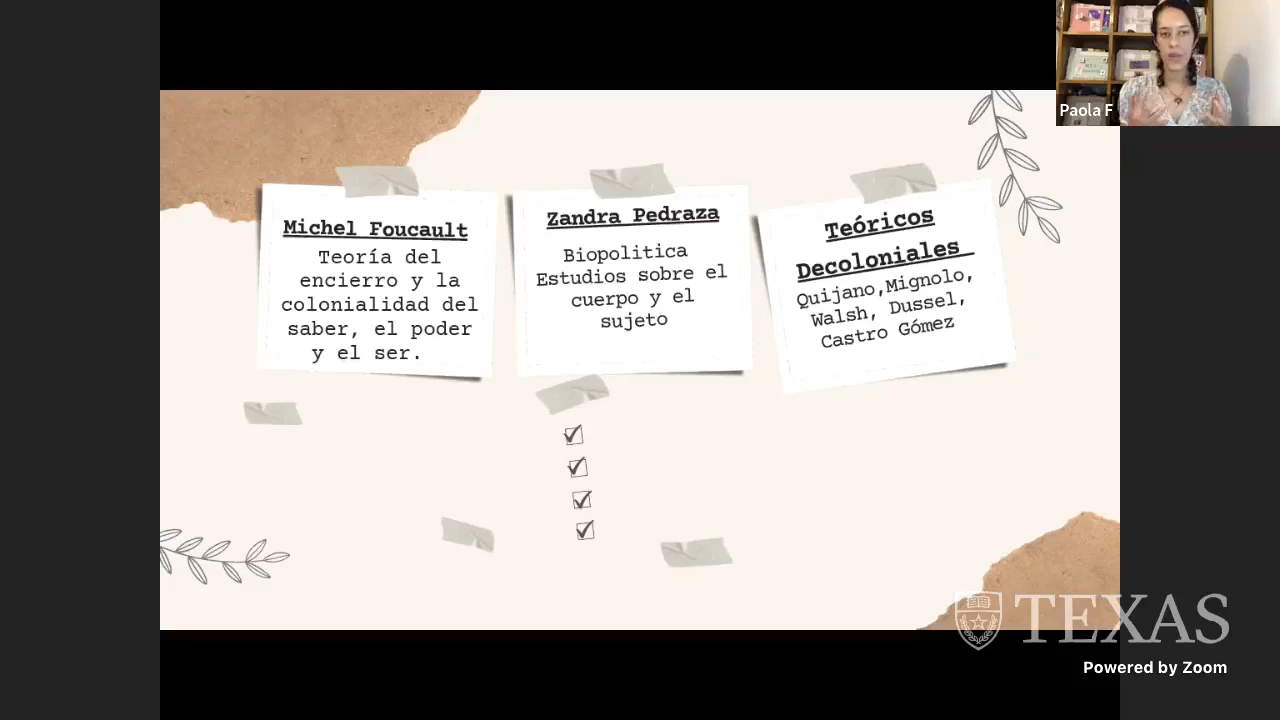 Paola F
Michel Foucault
Teoría del
encierro y la
colonialidad del
saber, el poder
y el ser.
Zandra Pedraza
Biopolitica
Estudios sobre el
cuerpo y el
sujeto
Teóricos
Decoloniales
Quijano,Mignolo,
Walsh, Dussel,
Castro Gómez
TEXAS
Powered by Zoom